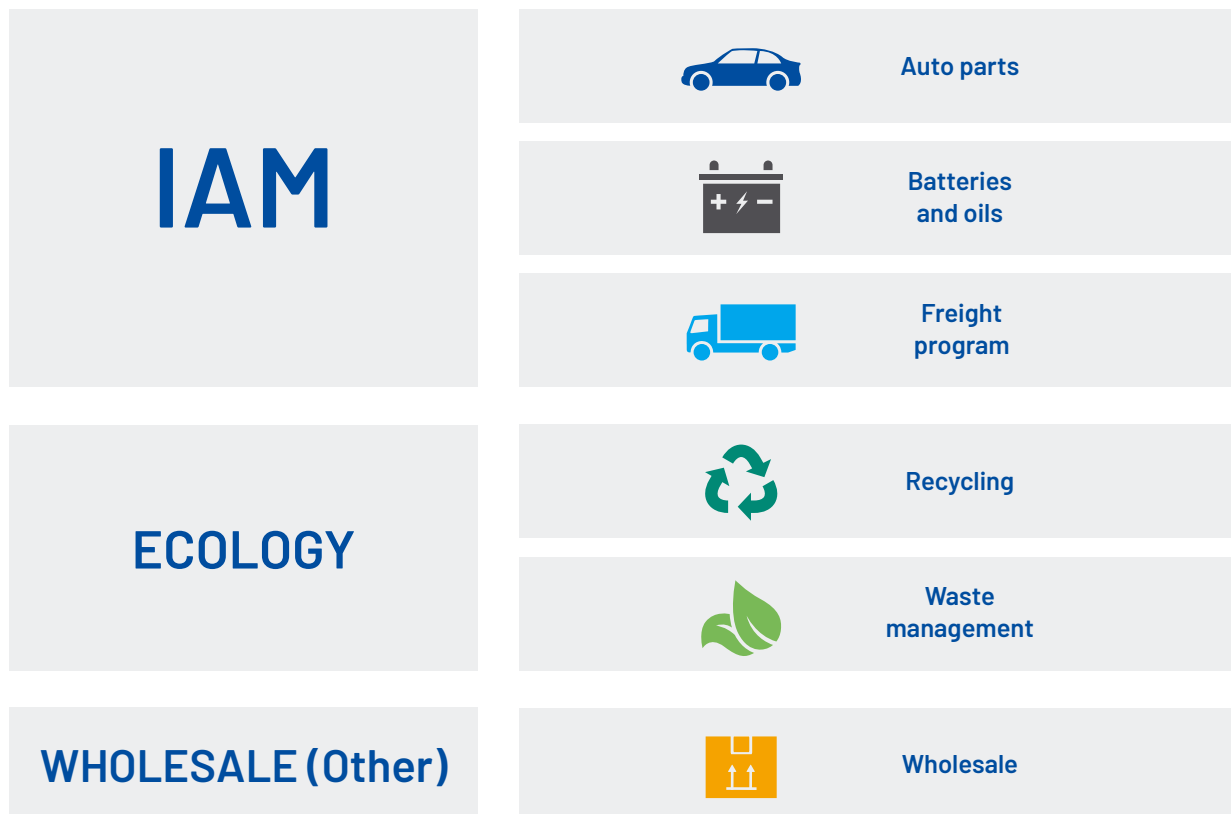 IAM
Auto parts
Batteries
and oils
Freight
program
ECOLOGY
Recycling
Waste
management
WHOLESALE (Other)
Wholesale